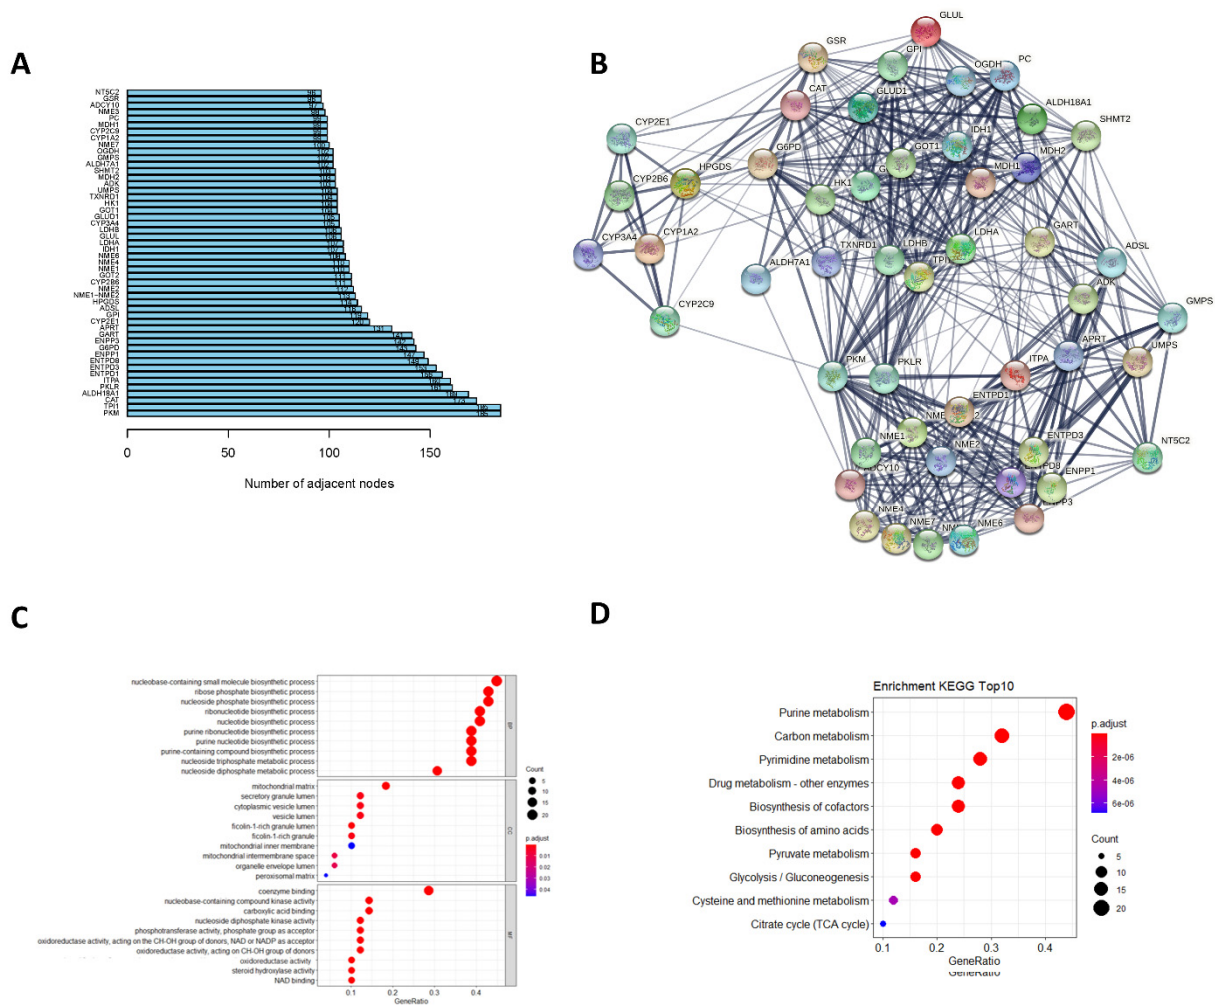 A
NT5C2
GSR
ADCY10
NME3
PC
MDH1
CYP2C9
CYP1A2
NME7
OGDH
GMPS
ALDH7A1
SHMT2
MDH2
ADK
UMPS
TXNRD1
HK1
GOT1
GLUD1
CYP3A4
LDHB
GLUL
LDHA
IDH1
NME6
NME4
NME1
GOT2
CYP2B6
NME2
NME1-NME2
HPGDS
ADSL
GPI
CYP2E1
APRT
GART
ENPP3
G6PD
ENPP1
ENTPD8
ENTPD3
ENTPD1
ITPA
PKLR
ALDH18A1
CAT
TPI1
PKM
0
50
100
150
Number of adjacent nodes
B
GLUL
GSR
GPI
OGDH
PC
CAT
GLUD1
ALDH18A1
SHMT2
CYP2E1
IDH1
G6PD
GOT1
MDH2
HPGDS
MDH1
CYP2B6
HK1
GART
CYP3A4
CYP1A2
TXNRD1
LDHB
LDHA
ADSL
ALDH7A1
TPI1
ADK
CYP2C9
GMPS
PKM
PKLR
ITPA
APRT
UMPS
ENTPD1
NME1
NME2
ENTPD3
NT5C2
ENPP1
NME4
NME7
NME6
C
nucleobase-containing small molecule biosynthetic process
ribose phosphate biosynthetic process
nucleoside phosphate biosynthetic process
ribonucleotide biosynthetic process
nucleotide biosynthetic process
purine ribonucleotide biosynthetic process
purine nucleotide biosynthetic process
purine-containing compound biosynthetic process
nucleoside triphosphate metabolic process
nucleoside diphosphate metabolic process
BP
mitochondrial matrix
secretory granule lumen
cytoplasmic vesicle lumen
vesicle lumen
ficolin-1-rich granule lumen
ficolin-1-rich granule
mitochondrial inner membrane
mitochondrial intermembrane space
organelle envelope lumen
peroxisomal matrix
CC
coenzyme binding
nucleobase-containing compound kinase activity
carboxylic acid binding
nucleoside diphosphate kinase activity
phosphotransferase activity, phosphate group as acceptor
oxidoreductase activity, acting on the CH-OH group of donors, NAD or NADP as acceptor
oxidoreductase activity, acting on CH-OH group of donors
oxidoreductase activity
steroid hydroxylase activity
NAD binding
MF
0.1
0.2
0.3
0.4
GeneRatio
Count
5
10
15
20
p.adjust
0.01
0.02
0.03
0.04
D
Enrichment KEGG Top10
Purine metabolism
Carbon metabolism
Pyrimidine metabolism
Drug metabolism - other enzymes
Biosynthesis of cofactors
Biosynthesis of amino acids
Pyruvate metabolism
Glycolysis / Gluconeogenesis
Cysteine and methionine metabolism
Citrate cycle (TCA cycle)
0.1
0.2
0.3
0.4
GeneRatio
GeneRatio
p.adjust
2e-06
4e-06
6e-06
Count
5
10
15
20